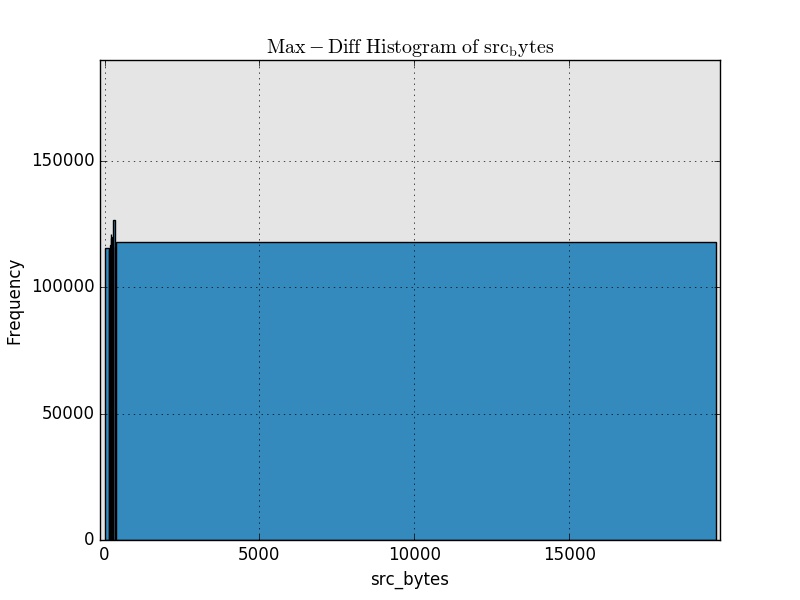 Max − Diff Histogram of src_bytes
150000
100000
50000
0
Frequency
0 5000 10000 15000
src_bytes